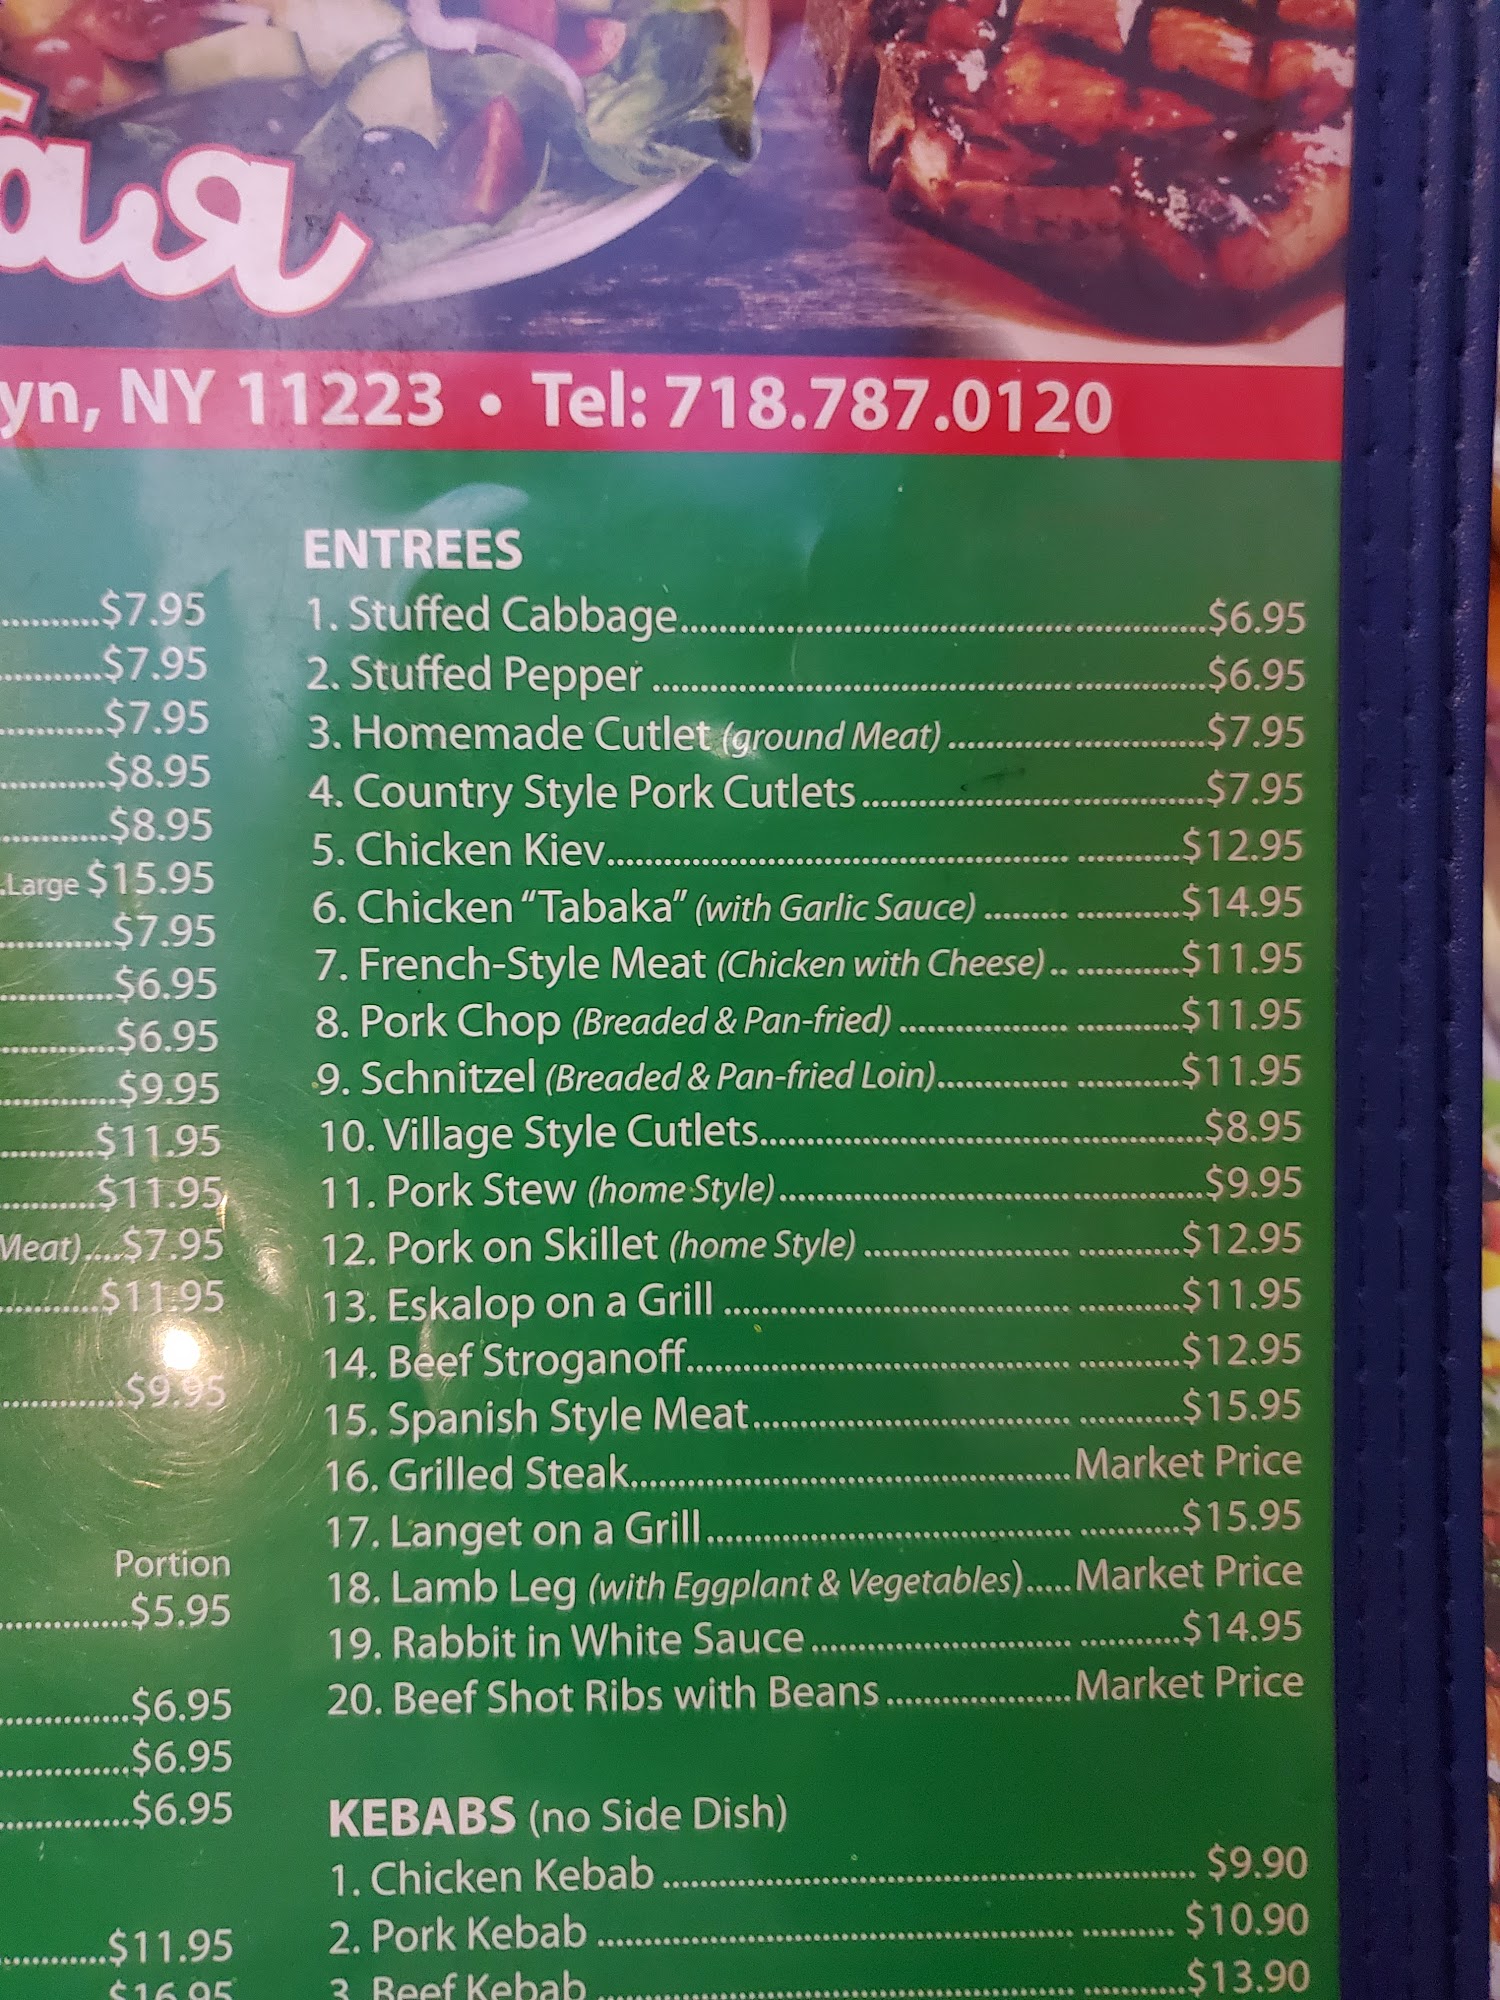 yn, NY 11223 • Tel: 718.787.0120
$7.95
$7.95
$7.95
$8.95
$8.95
Large $15.95
$7.95
$6.95
$6.95
$9.95
$11.95
$11.95
Meat)....$7.95
$11.95
$9.95
Portion
$5.95
$6.95
$6.95
$6.95
$11.95
$16.95
ENTREES
1. Stuffed Cabbage $6.95
2. Stuffed Pepper $6.95
3. Homemade Cutlet (ground Meat) $7.95
4. Country Style Pork Cutlets $7.95
5. Chicken Kiev $12.95
6. Chicken “Tabaka” (with Garlic Sauce) $14.95
7. French-Style Meat (Chicken with Cheese) $11.95
8. Pork Chop (Breaded & Pan-fried) $11.95
9. Schnitzel (Breaded & Pan-fried Loin) $11.95
10. Village Style Cutlets $8.95
11. Pork Stew (home Style) $9.95
12. Pork on Skillet (home Style) $12.95
13. Eskalop on a Grill $11.95
14. Beef Stroganoff $12.95
15. Spanish Style Meat $15.95
16. Grilled Steak Market Price
17. Langet on a Grill $15.95
18. Lamb Leg (with Eggplant & Vegetables) Market Price
19. Rabbit in White Sauce $14.95
20. Beef Shot Ribs with Beans Market Price
KEBABS (no Side Dish)
1. Chicken Kebab $9.90
2. Pork Kebab $10.90
3. Beef Kebab $13.90